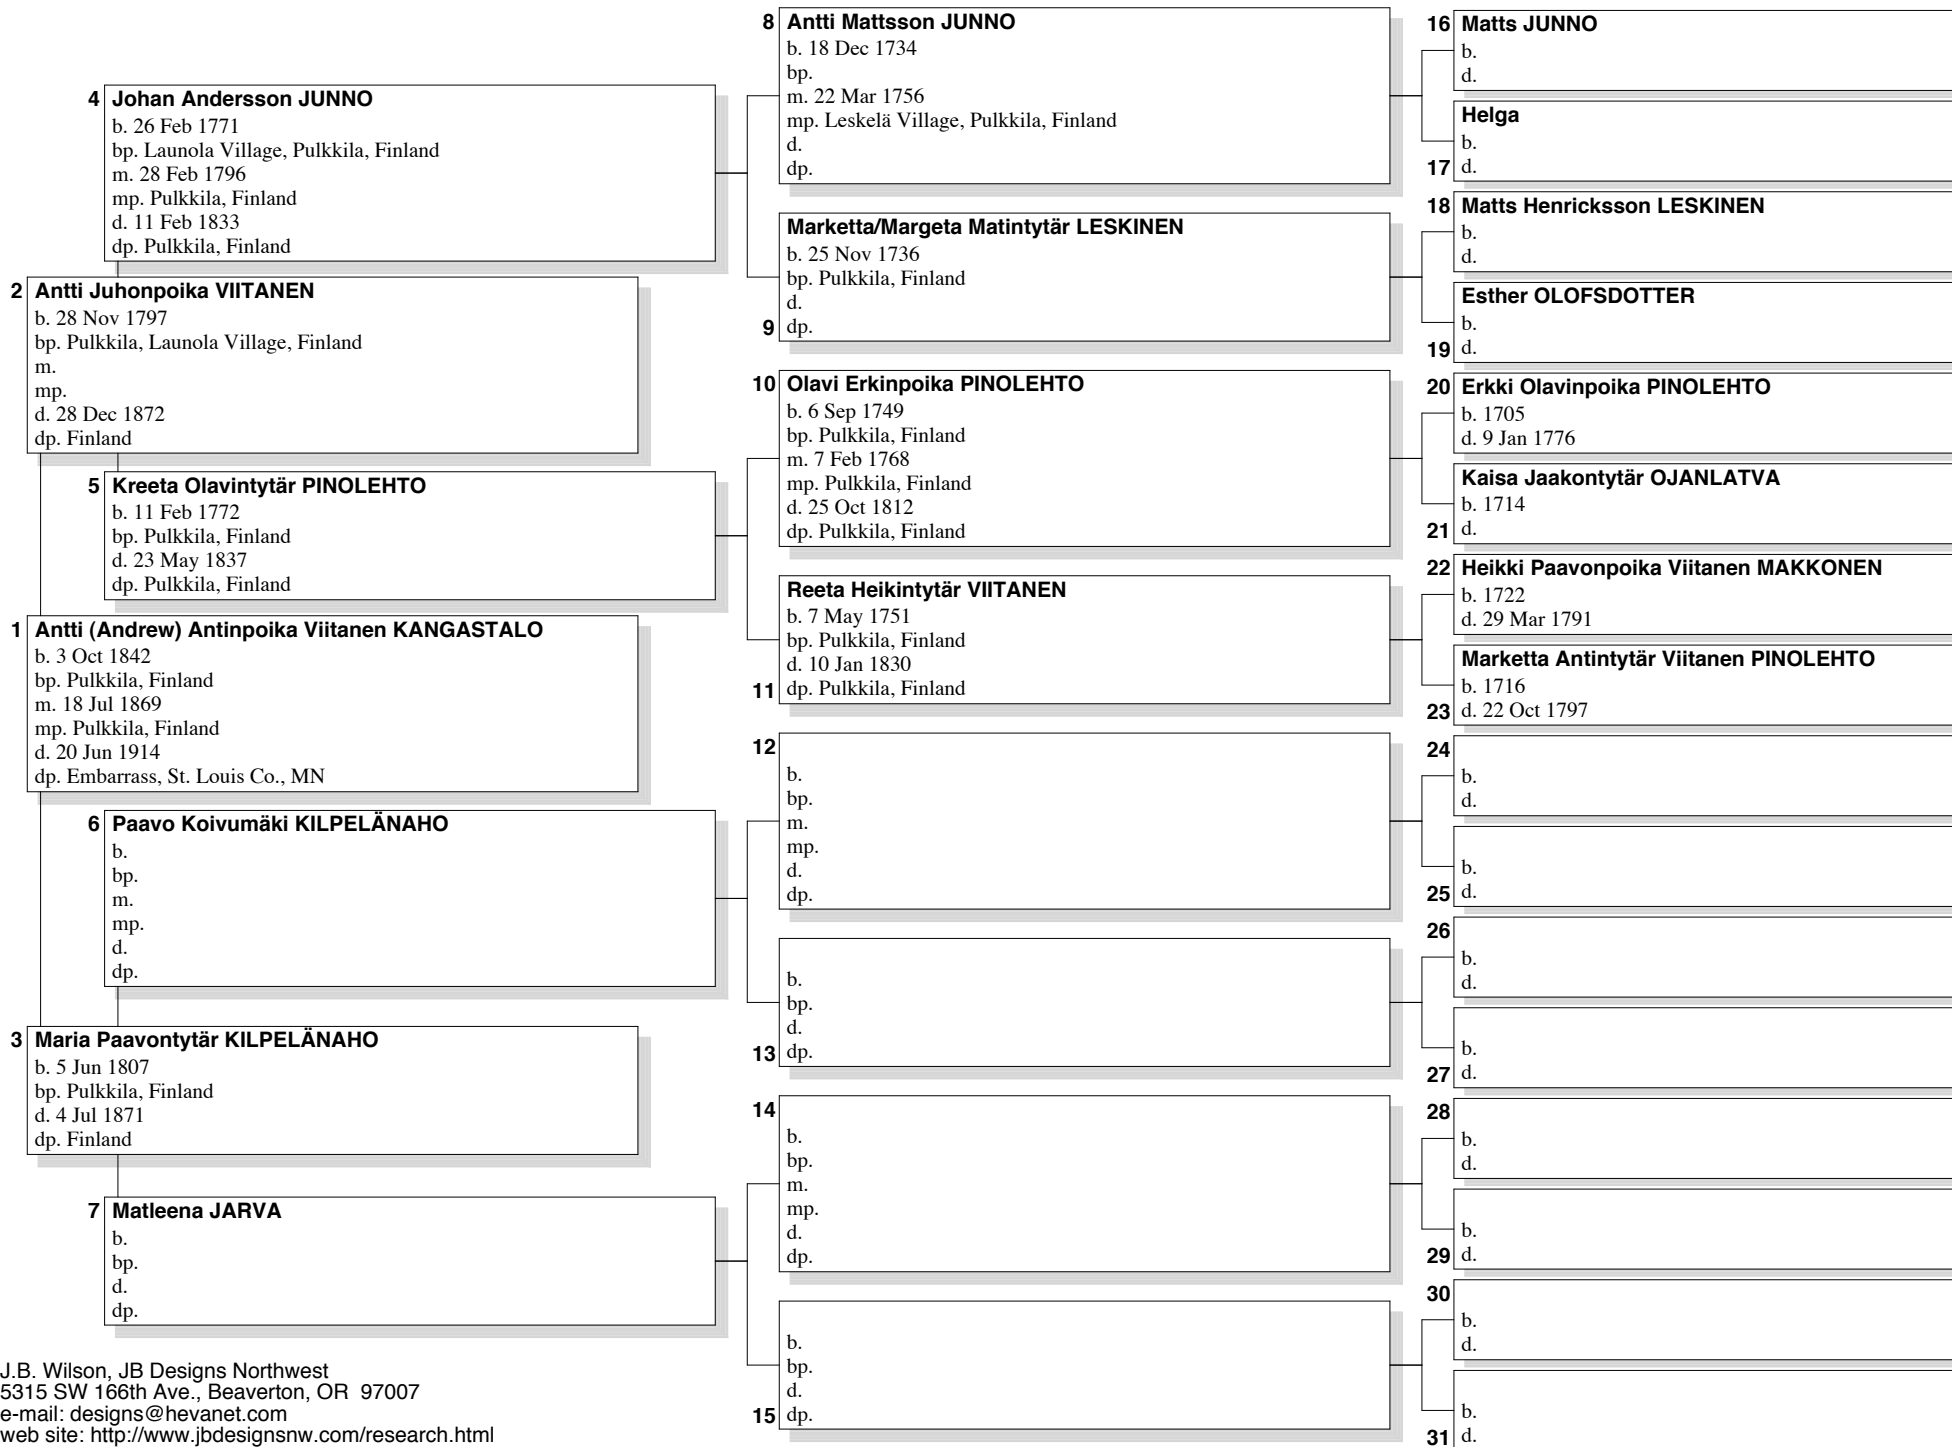 4 Johan Andersson JUNNO
b. 26 Feb 1771
bp. Launola Village, Pulkkila, Finland
m. 28 Feb 1796
mp. Pulkkila, Finland
d. 11 Feb 1833
dp. Pulkkila, Finland
2 Antti Juhonpoika VIITANEN
b. 28 Nov 1797
bp. Pulkkila, Launola Village, Finland
m.
mp.
d. 28 Dec 1872
dp. Finland
5 Kreeta Olavintytär PINOLEHTO
b. 11 Feb 1772
bp. Pulkkila, Finland
d. 23 May 1837
dp. Pulkkila, Finland
1 Antti (Andrew) Antinpoika Viitanen KANGASTALO
b. 3 Oct 1842
bp. Pulkkila, Finland
m. 18 Jul 1869
mp. Pulkkila, Finland
d. 20 Jun 1914
dp. Embarrass, St. Louis Co., MN
6 Paavo Koivumäki KILPELÄNAHO
b.
bp.
m.
mp.
d.
dp.
3 Maria Paavontytär KILPELÄNAHO
b. 5 Jun 1807
bp. Pulkkila, Finland
d. 4 Jul 1871
dp. Finland
7 Matleena JARVA
b.
bp.
d.
dp.
J.B. Wilson, JB Designs Northwest
5315 SW 166th Ave., Beaverton, OR 97007
e-mail: designs@hevanet.com
web site: http://www.jbdesignsnw.com/research.html
8 Antti Mattsson JUNNO
b. 18 Dec 1734
bp.
m. 22 Mar 1756
mp. Leskelä Village, Pulkkila, Finland
d.
dp.
Marketta/Margeta Matintytär LESKINEN
b. 25 Nov 1736
bp. Pulkkila, Finland
d.
9 dp.
10 Olavi Erkinpoika PINOLEHTO
b. 6 Sep 1749
bp. Pulkkila, Finland
m. 7 Feb 1768
mp. Pulkkila, Finland
d. 25 Oct 1812
dp. Pulkkila, Finland
Reeta Heikintytär VIITANEN
b. 7 May 1751
bp. Pulkkila, Finland
d. 10 Jan 1830
11 dp. Pulkkila, Finland
12
b.
bp.
m.
mp.
d.
dp.
b.
bp.
d.
13 dp.
14
b.
bp.
m.
mp.
d.
dp.
b.
bp.
d.
15 dp.
16 Matts JUNNO
b.
d.
Helga
b.
17 d.
18 Matts Henricksson LESKINEN
b.
d.
Esther OLOFSDOTTER
b.
19 d.
20 Erkki Olavinpoika PINOLEHTO
b. 1705
d. 9 Jan 1776
Kaisa Jaakontytär OJANLATVA
b. 1714
21 d.
22 Heikki Paavonpoika Viitanen MAKKONEN
b. 1722
d. 29 Mar 1791
Marketta Antintytär Viitanen PINOLEHTO
b. 1716
23 d. 22 Oct 1797
24
b.
d.
b.
25 d.
26
b.
d.
b.
27 d.
28
b.
d.
b.
29 d.
30
b.
d.
b.
31 d.